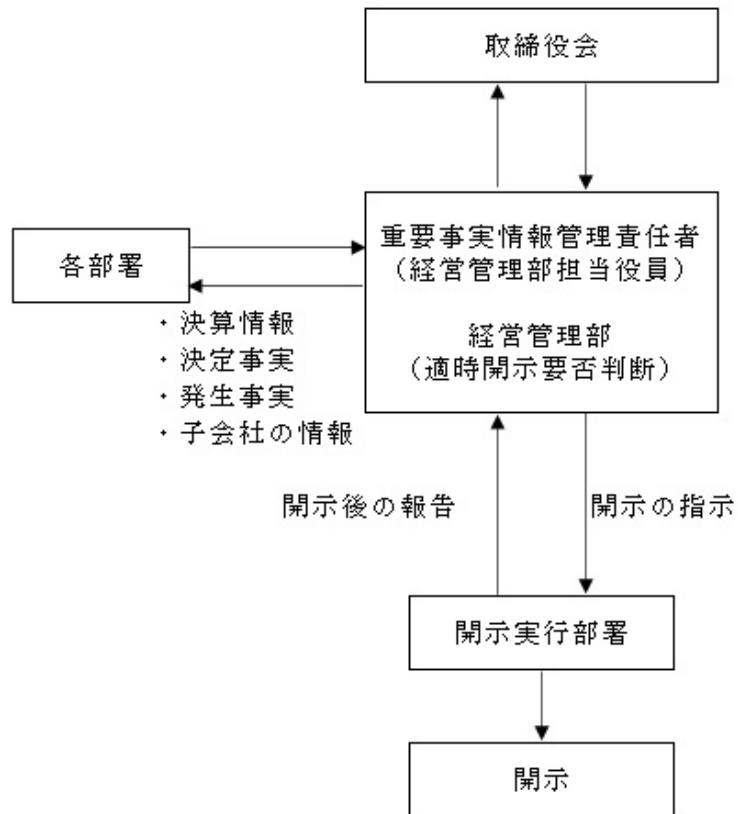 取締役会
重要事実情報管理責任者
(経営管理部担当役員)
経営管理部
(適時開示要否判断)
各部署
・決算情報
・決定事実
・発生事実
・子会社の情報
開示後の報告
開示の指示
開示実行部署
開示